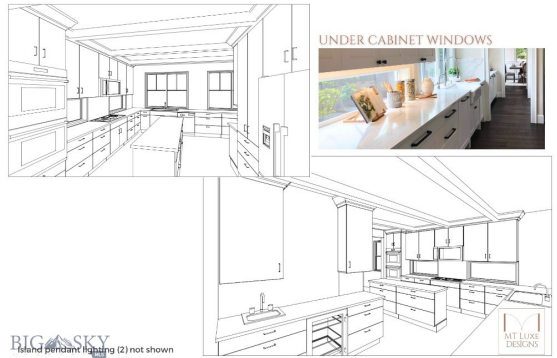 UNDER CABINET WINDOWS
BIG SKY
Island pendant lighting (2) not shown
MT LUXE
DESIGNS